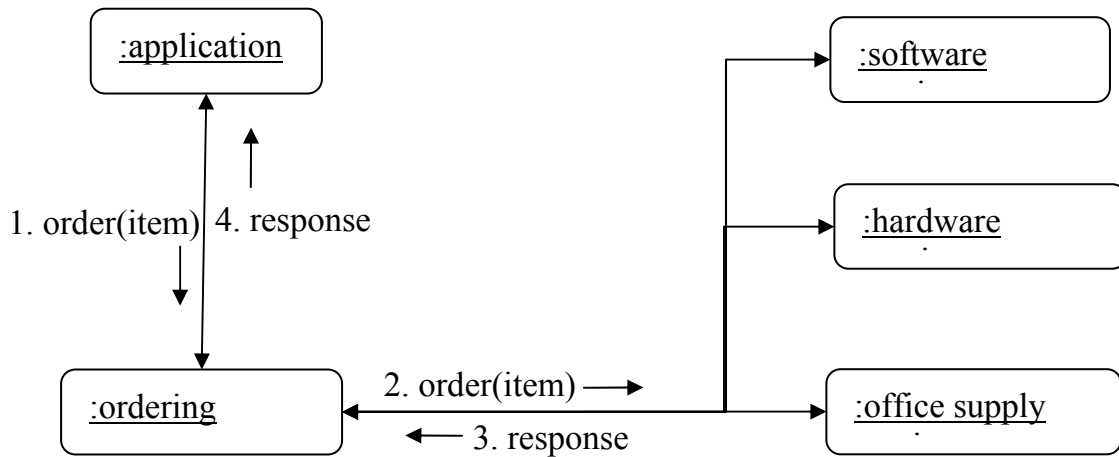 :application
:software
1. order(item)
4. response
:hardware
2. order(item)
:ordering
:office supply
3. response